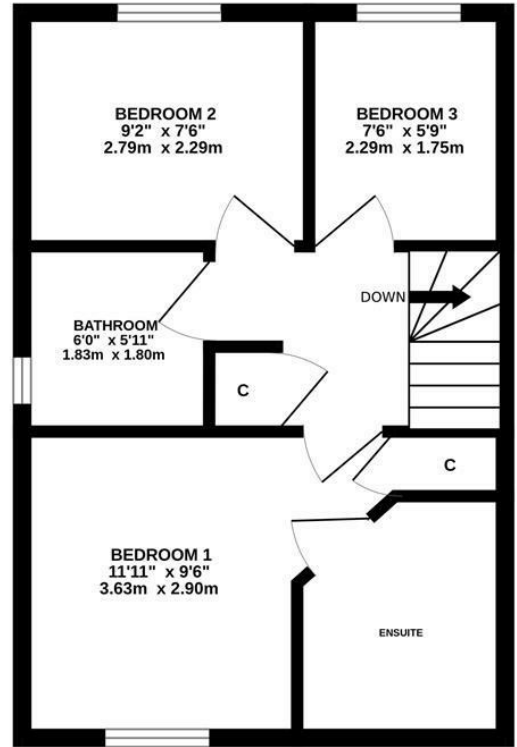 BEDROOM 2
9'2" x 7'6"
2.79m x 2.29m
BEDROOM 3
7'6" x 5'9"
2.29m x 1.75m
DOWN
BATHROOM
6'0" x 5'11"
1.83m x 1.80m
C
C
BEDROOM 1
11'11" x 9'6"
3.63m x 2.90m
ENSUITE